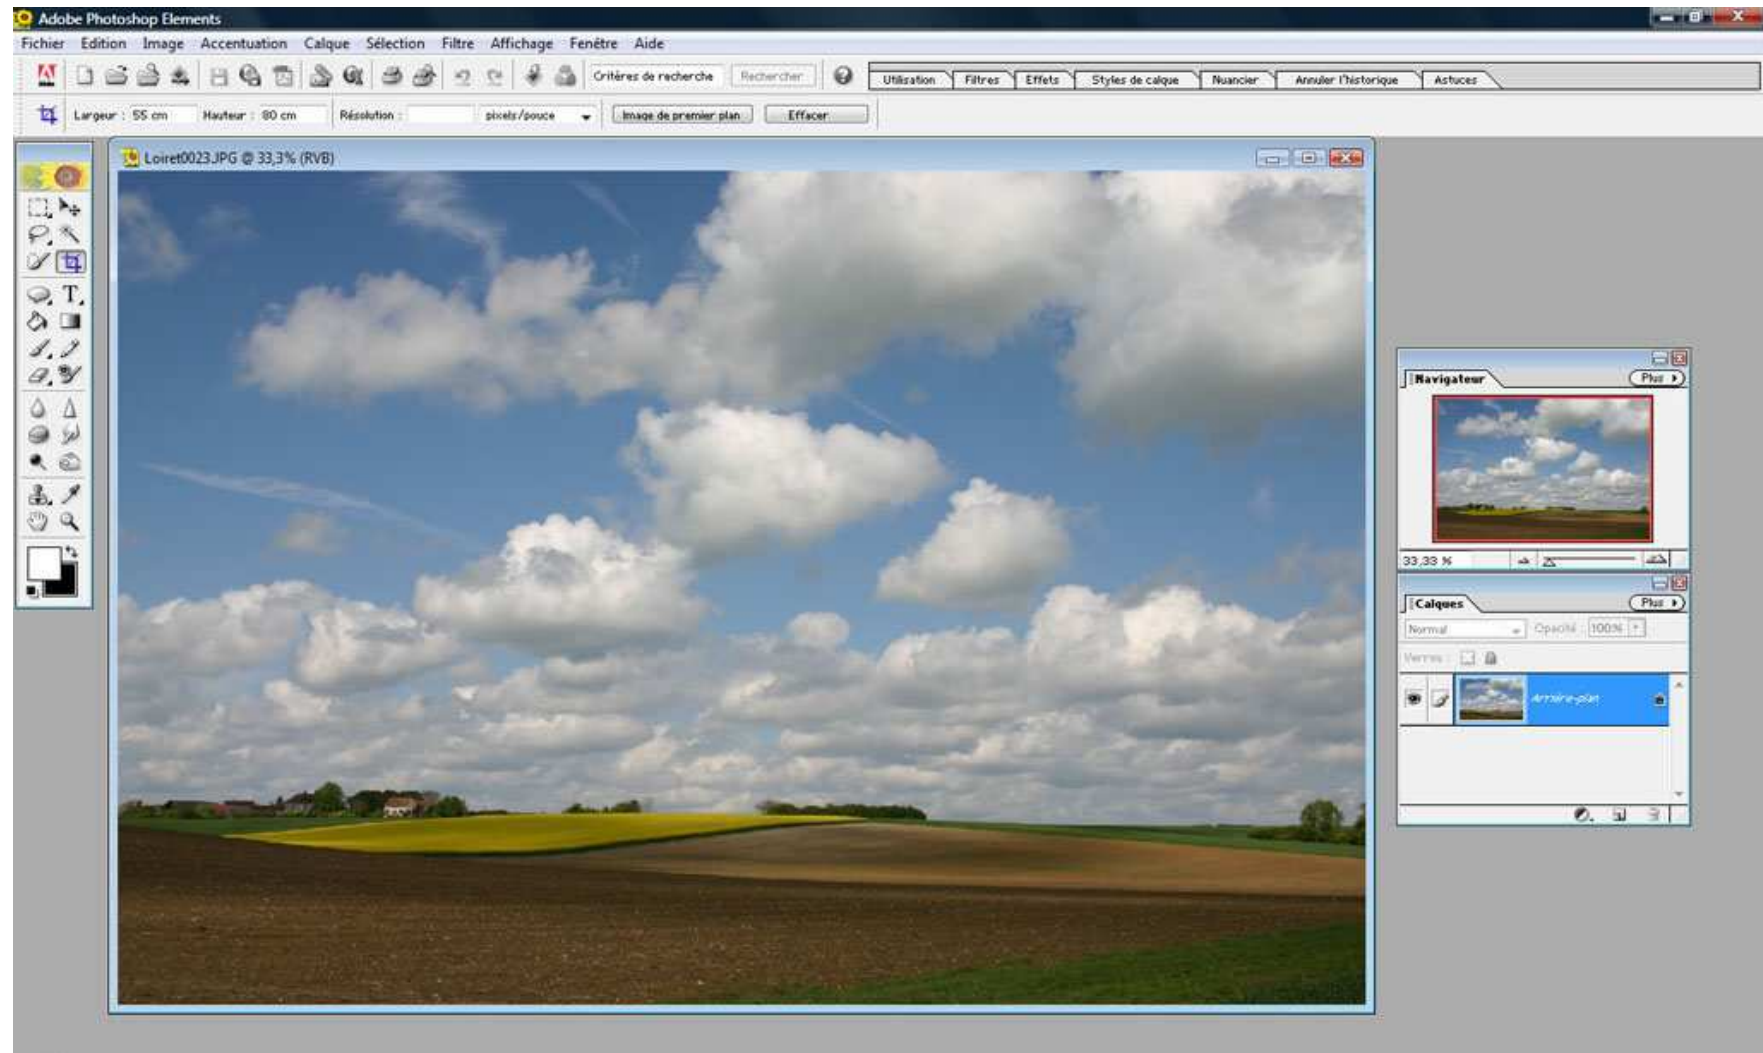 Adobe Photoshop Elements
Fichier Edition Image Accentuation Calque Sélection Filtre Affichage Fenêtre Aide
Critères de recherche Rechercher Utilisation Filtres Effets Styles de calque Nuancier Annuler l'historique Astuces
Largeur : 55 cm Hauteur : 80 cm Résolution : pixels/pouce Image de premier plan Effacer
Loiret0023.JPG @ 33,3% (RVB)
T
Navigateur Plus
33,33 %
Calques Plus
Normal Opacité : 100%
Verres :
Arrière-plan